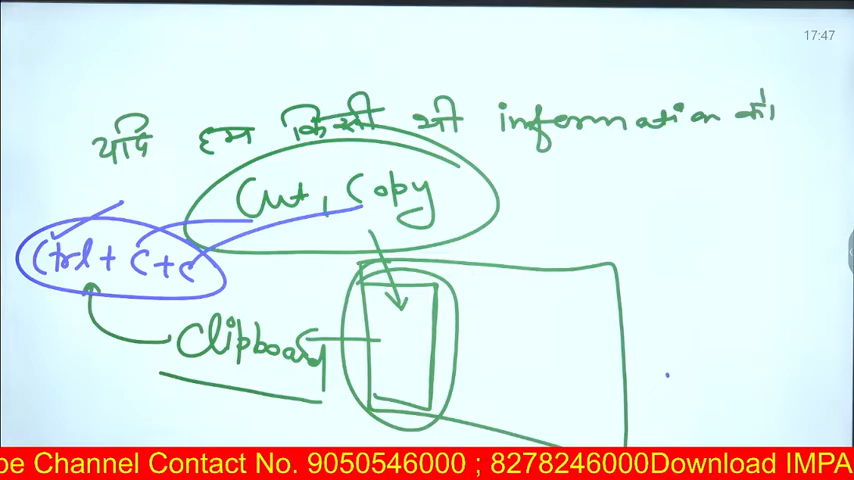 17:47
यदि हम किसी भी information को
Cut, Copy
Ctrl + C + C
Clipboard
be Channel Contact No. 9050546000 ; 8278246000Download IMPA